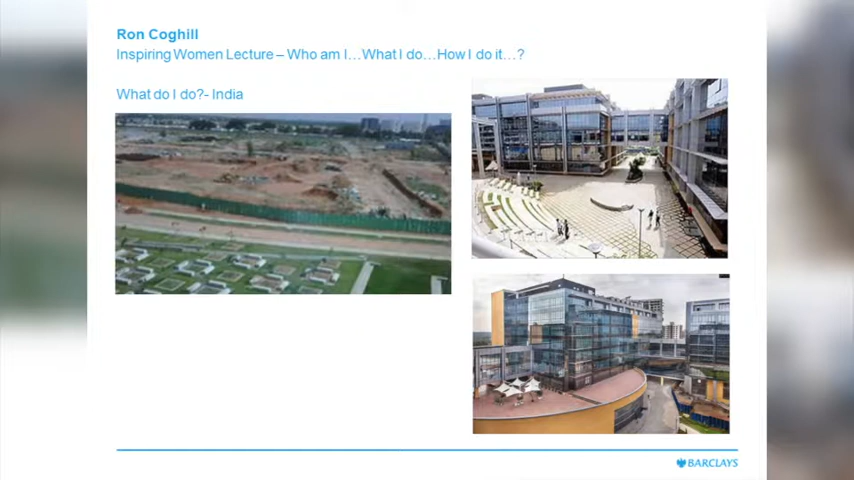 Ron Coghill
Inspiring Women Lecture – Who am I…What I do…How I do it…?
What do I do?- India
BARCLAYS